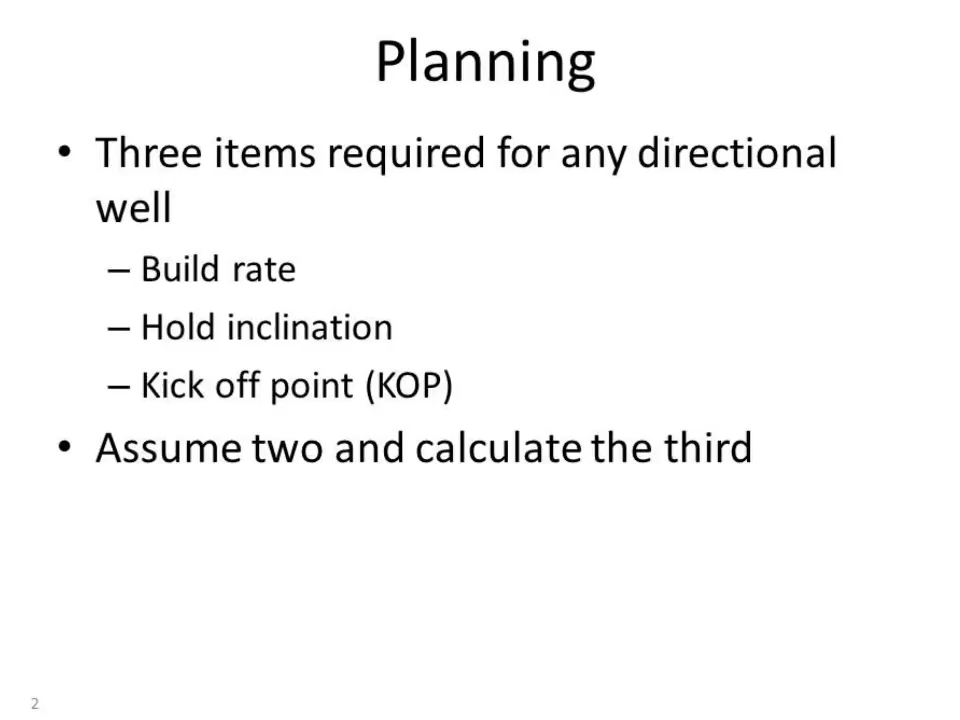 Planning
• Three items required for any directional
well
– Build rate
– Hold inclination
– Kick off point (KOP)
• Assume two and calculate the third
2